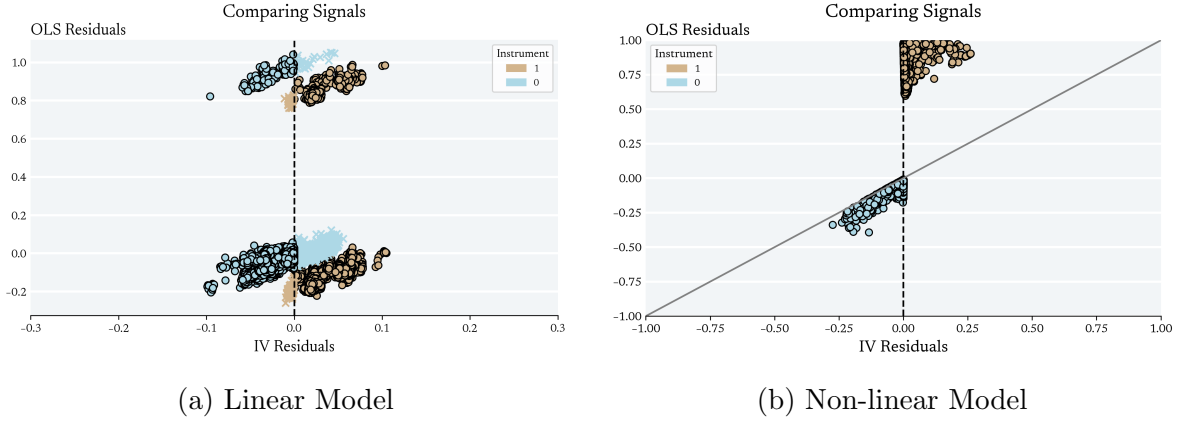 Comparing Signals
OLS Residuals
Instrument
1
0
1.0
0.8
0.6
0.4
0.2
0.0
−0.2
−0.3 −0.2 −0.1 0.0 0.1 0.2 0.3
IV Residuals
(a) Linear Model
Comparing Signals
OLS Residuals
Instrument
1
0
1.00
0.75
0.50
0.25
0.00
−0.25
−0.50
−0.75
−1.00
−1.00 −0.75 −0.50 −0.25 0.00 0.25 0.50 0.75 1.00
IV Residuals
(b) Non-linear Model